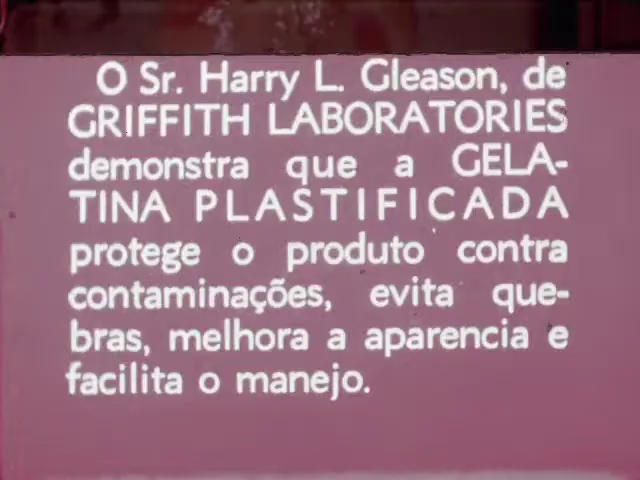 O Sr. Harry L. Gleason, de
GRIFFITH LABORATORIES
demonstra que a GELA-
TINA PLASTIFICADA
protege o produto contra
contaminações, evita que-
bras, melhora a aparencia e
facilita o manejo.